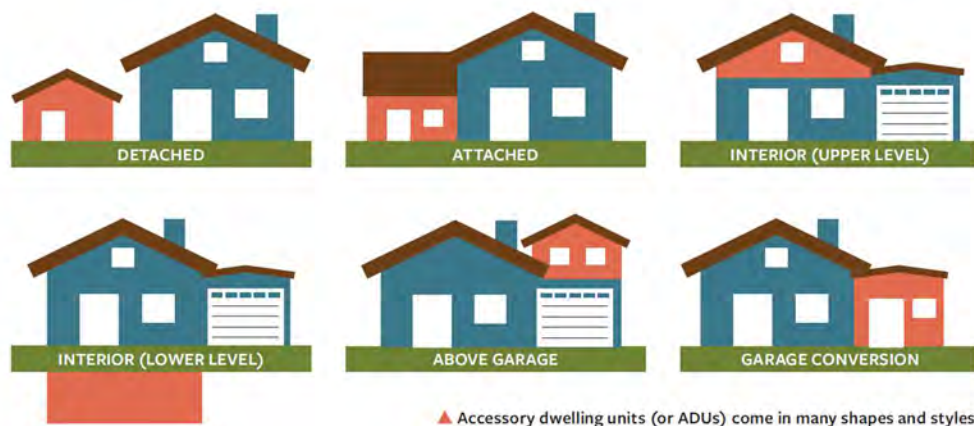 DETACHED
ATTACHED
INTERIOR (UPPER LEVEL)
INTERIOR (LOWER LEVEL)
ABOVE GARAGE
GARAGE CONVERSION
▲ Accessory dwelling units (or ADUs) come in many shapes and styles